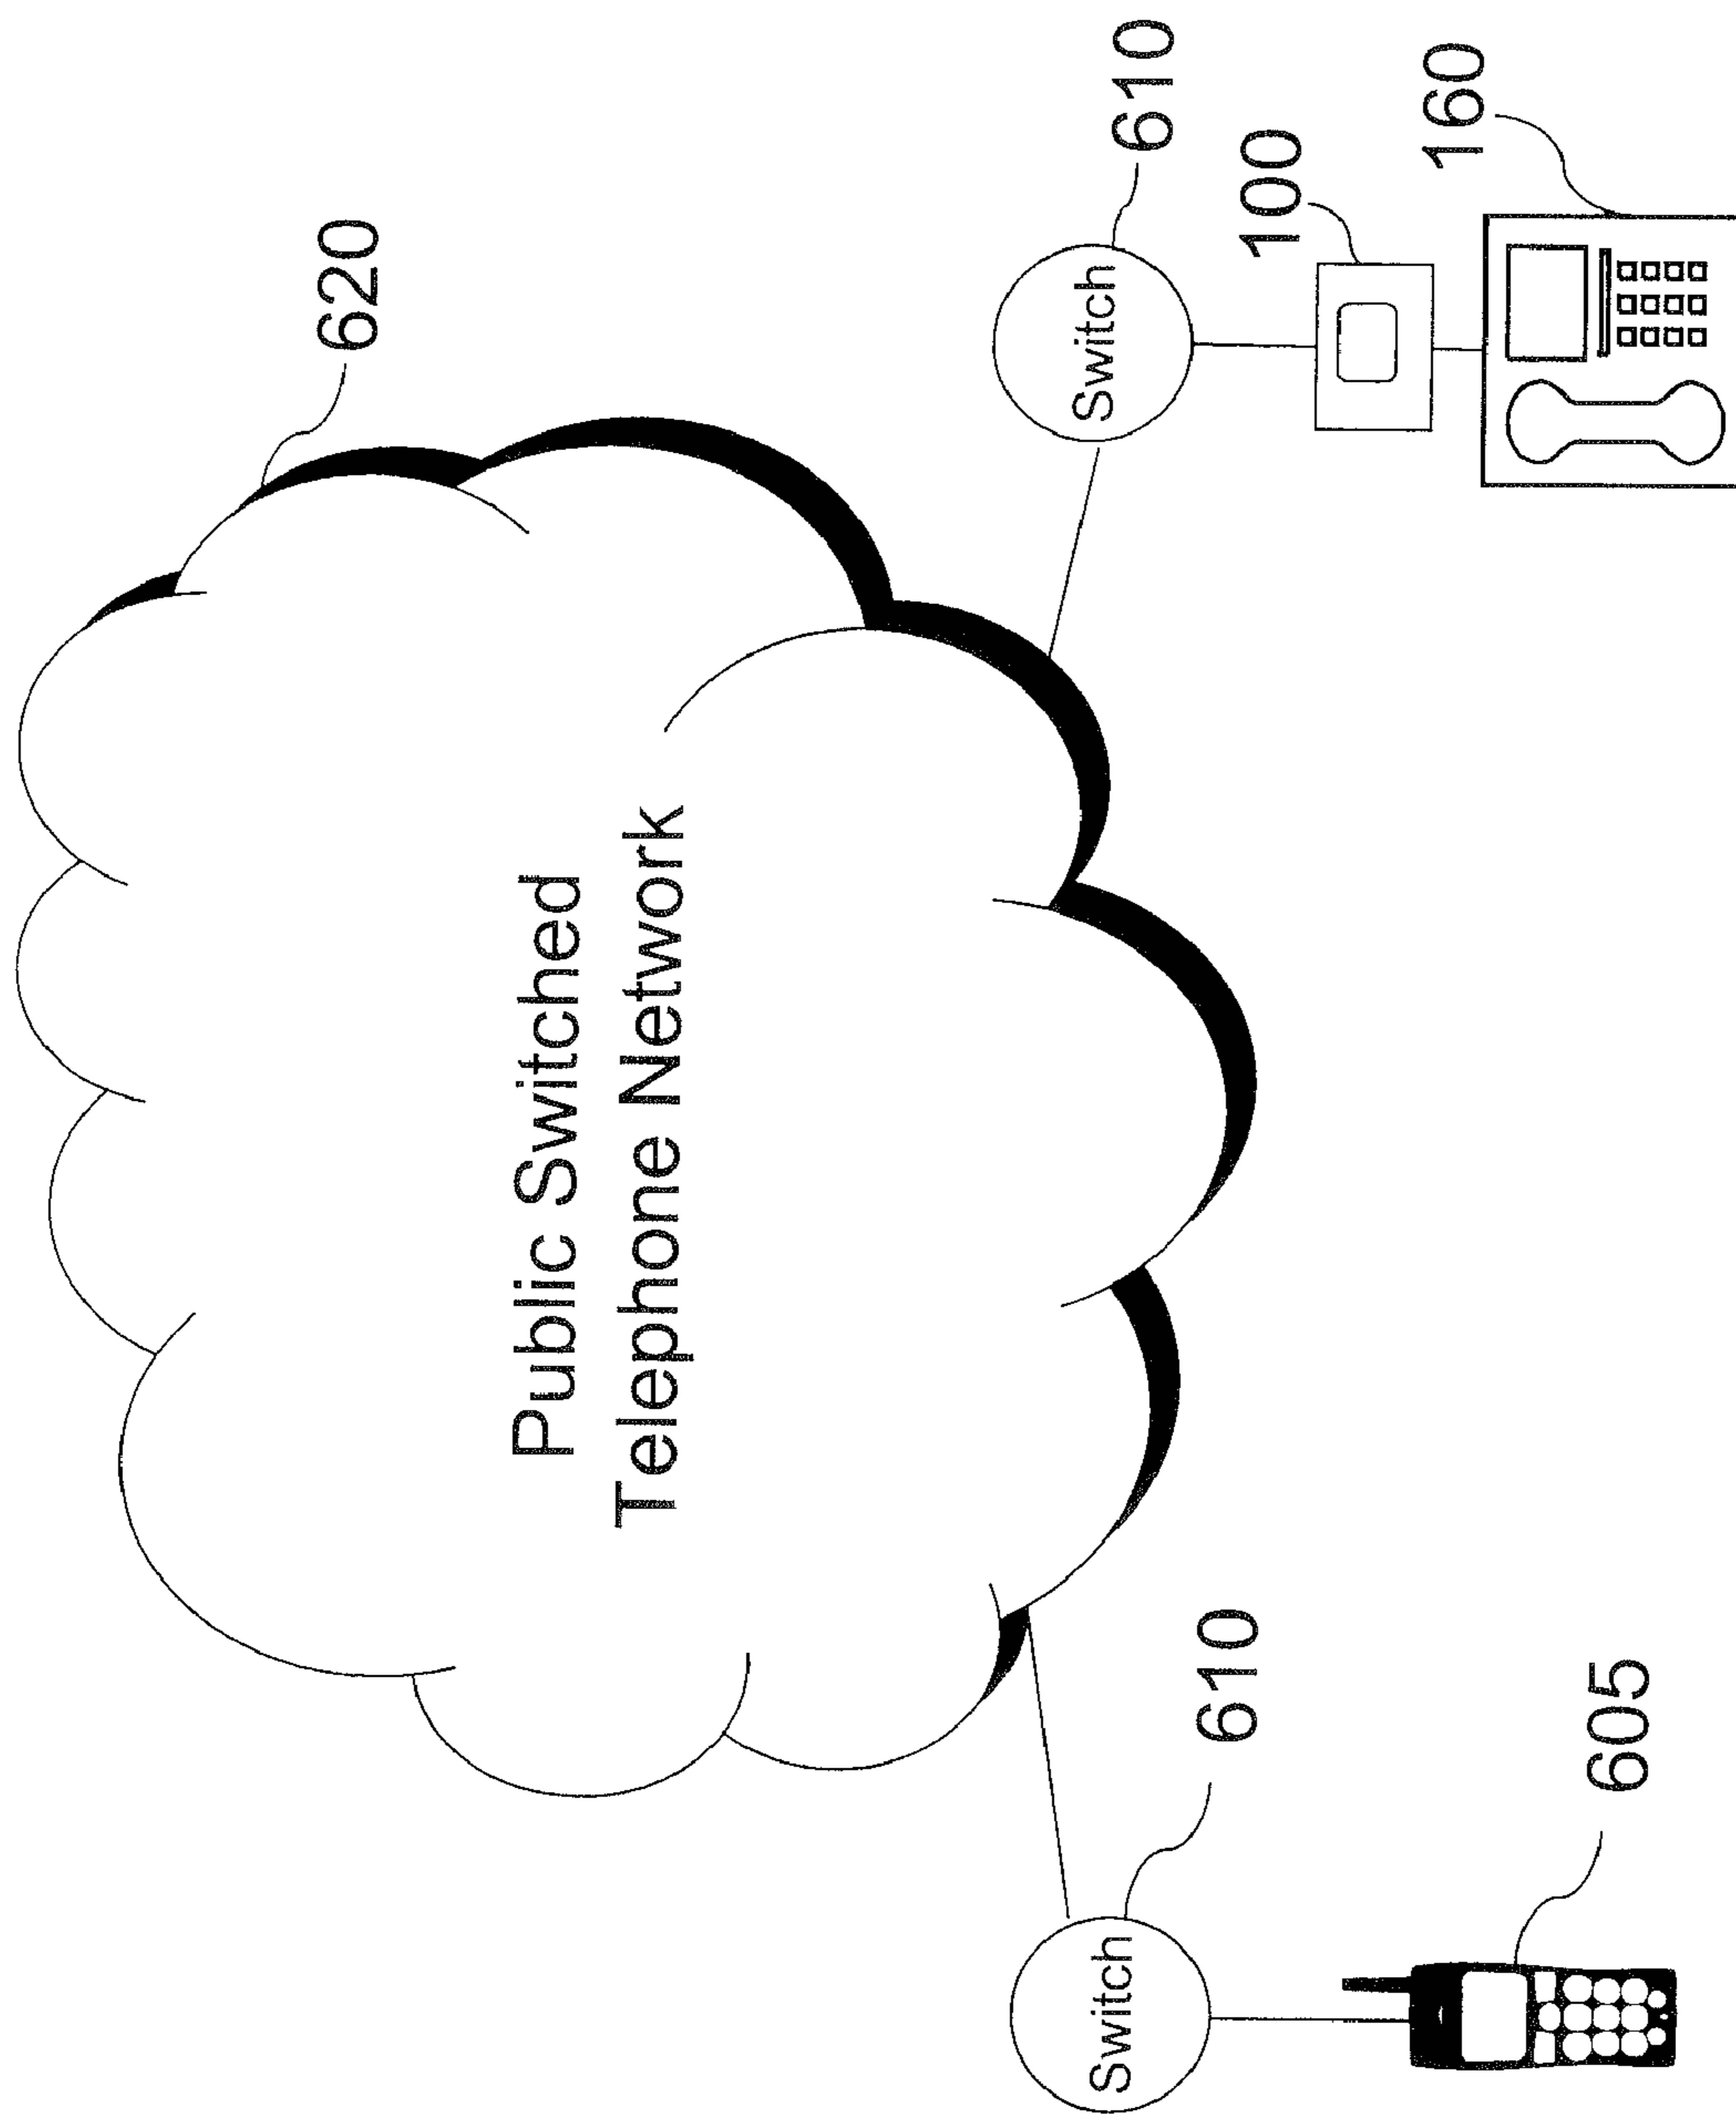 620
Public Switched
Telephone Network
Switch
610
605
Switch
610
100
160